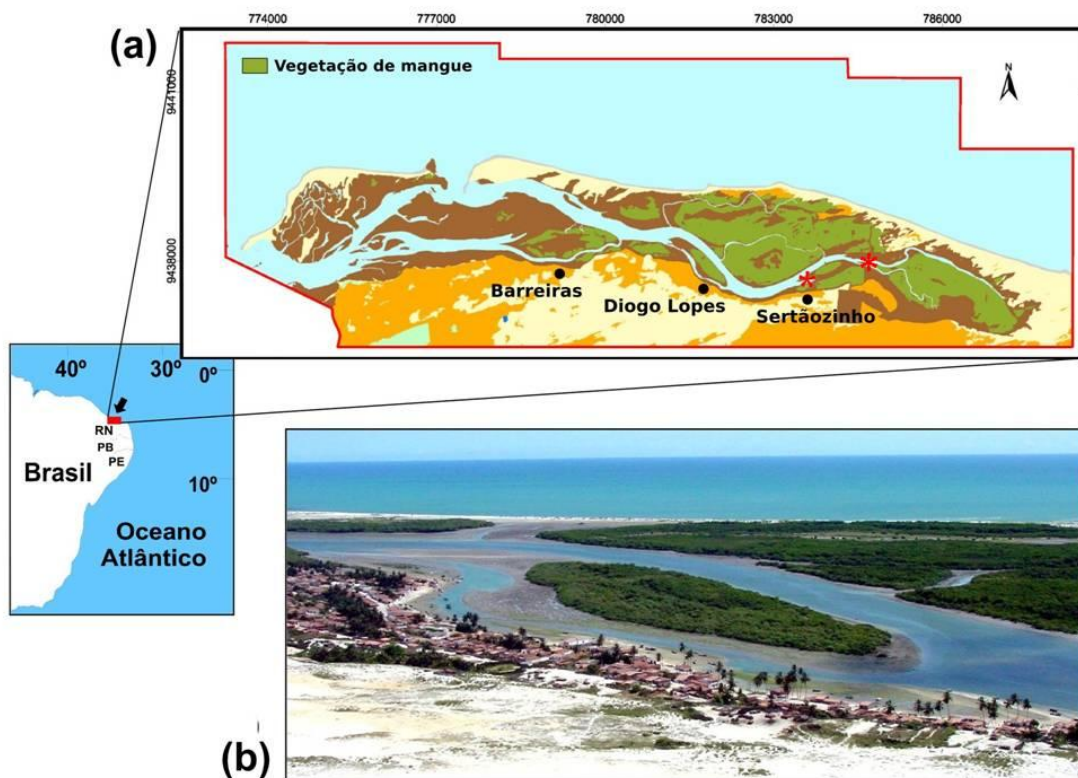 774000
777000
780000
783000
786000
(a)
Vegetação de mangue
N
9441000
9438000
Barreiras
Diogo Lopes
Sertãozinho
40º
30º
0º
RN
PB
PE
Brasil
10º
Oceano
Atlântico
(b)